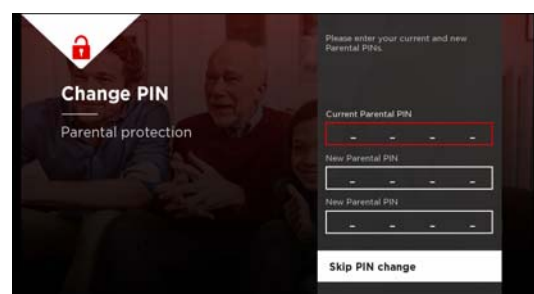 Change PIN
Parental protection
Please enter your current and new
Parental PINs.
Current Parental PIN
_ _ _ _
New Parental PIN
_ _ _ _
New Parental PIN
_ _ _ _
Skip PIN change